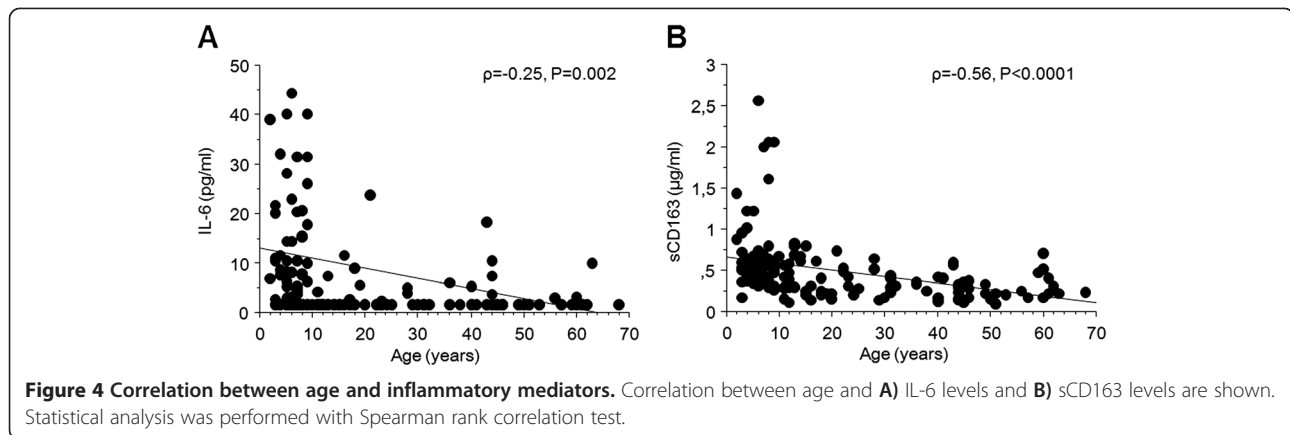 A
ρ=-0.25, P=0.002
50
40
30
20
10
0
IL-6 (pg/ml)
0 10 20 30 40 50 60 70
Age (years)
B
ρ=-0.56, P<0.0001
3
2,5
2
1,5
1
,5
0
sCD163 (µg/ml)
0 10 20 30 40 50 60 70
Age (years)
Figure 4 Correlation between age and inflammatory mediators. Correlation between age and A) IL-6 levels and B) sCD163 levels are shown.
Statistical analysis was performed with Spearman rank correlation test.